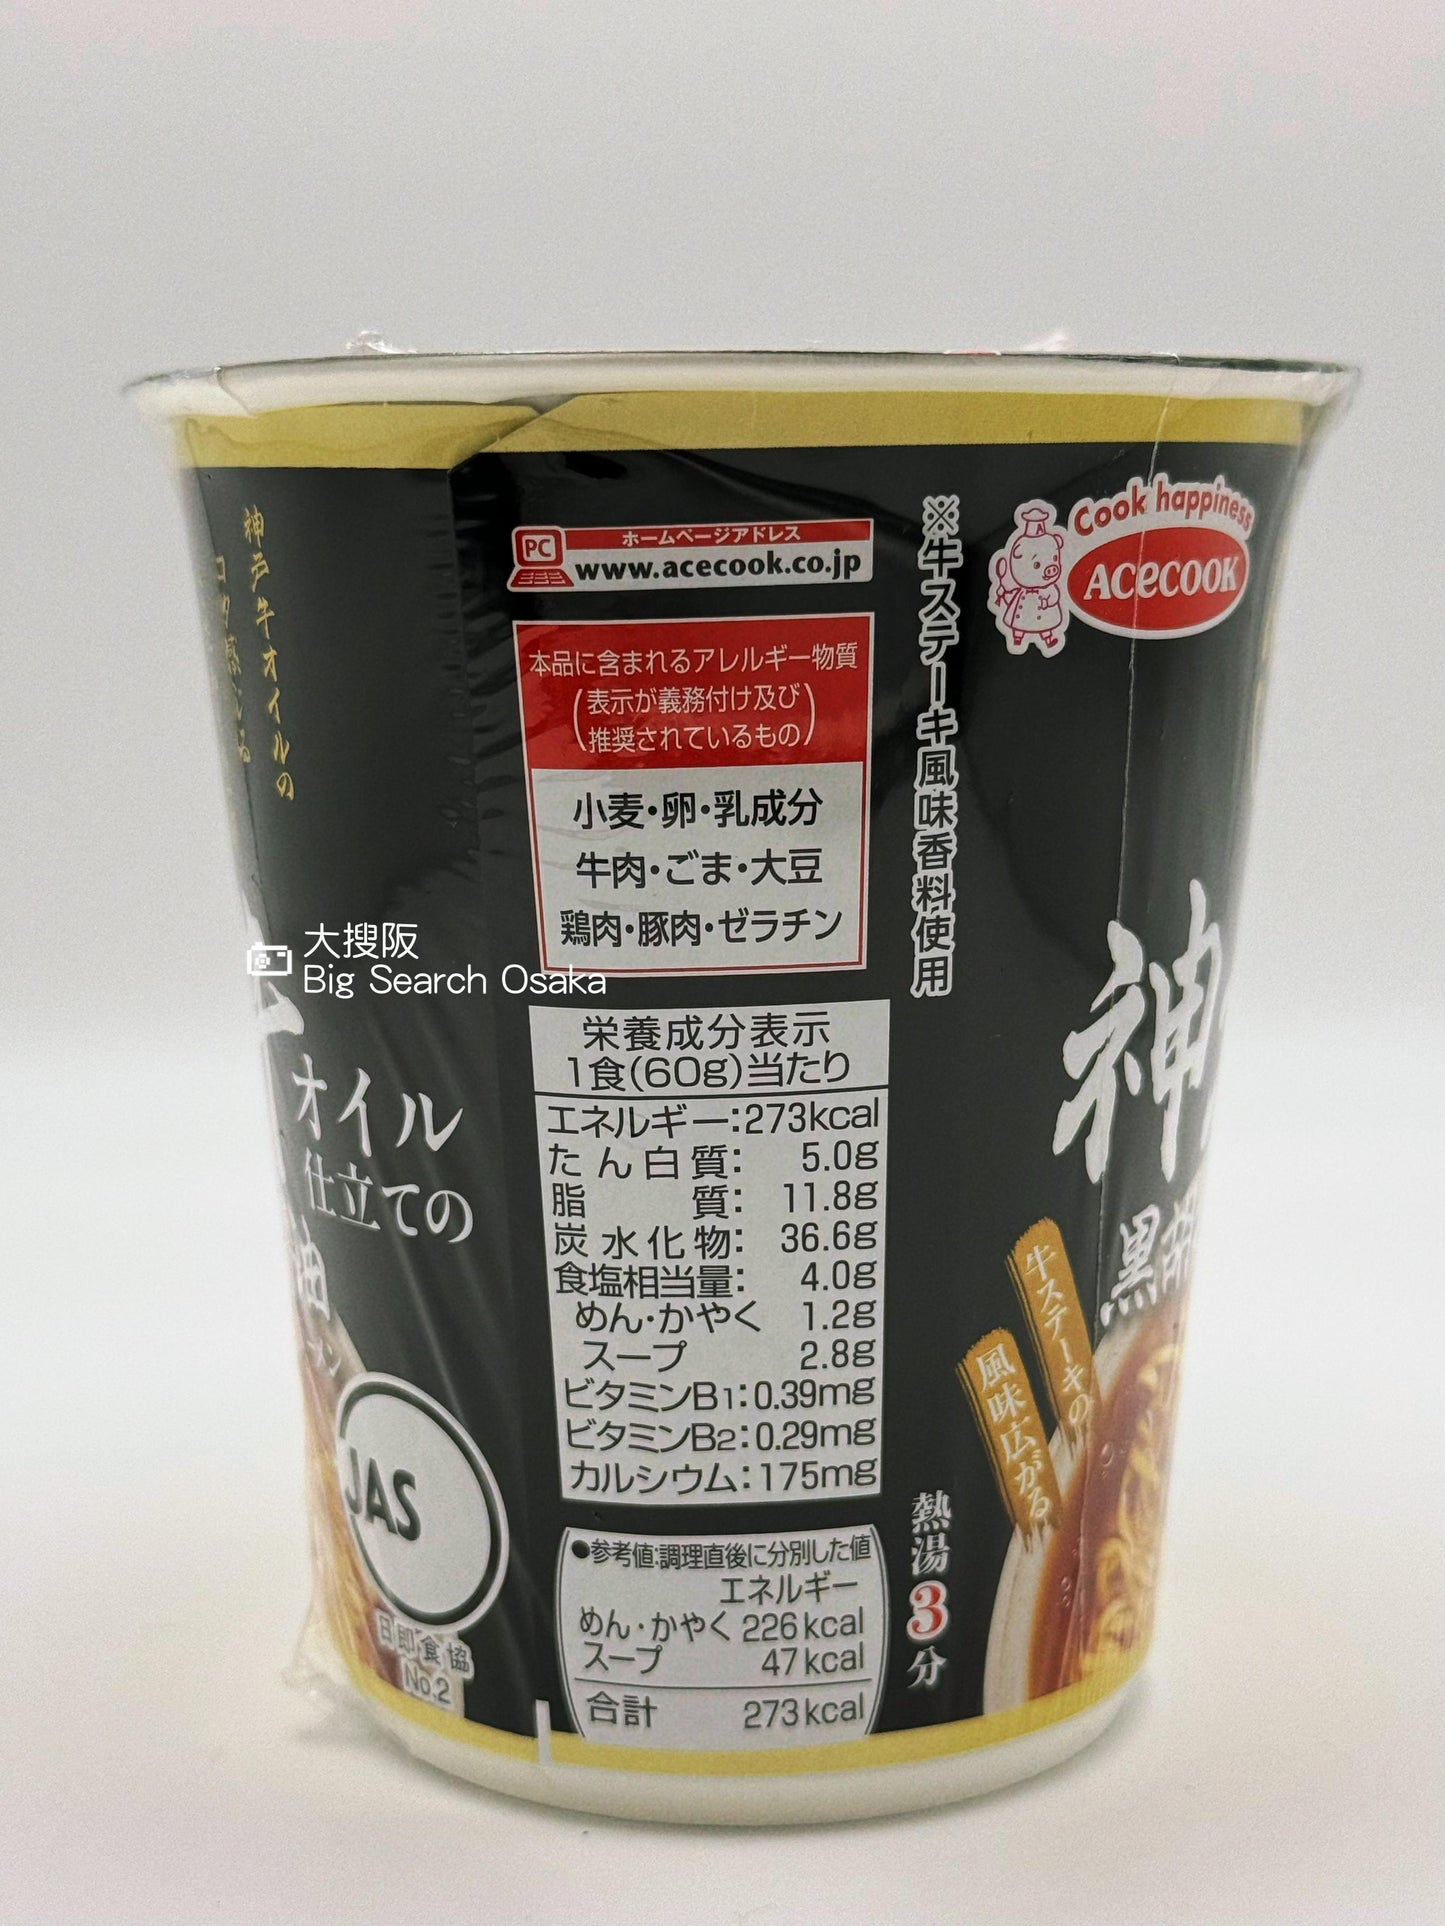 神戸牛オイルの
コク感じる
オイル
仕立ての
油
JAS
日即食協
No.2
大搜阪
Big Search Osaka
PC
ホームページアドレス
www.acecook.co.jp
本品に含まれるアレルギー物質
(表示が義務付け及び
推奨されているもの)
小麦・卵・乳成分
牛肉・ごま・大豆
鶏肉・豚肉・ゼラチン
栄養成分表示
1食(60g)当たり
エネルギー:273kcal
たん白質: 5.0g
脂質: 11.8g
炭水化物: 36.6g
食塩相当量: 4.0g
めん・かやく 1.2g
スープ 2.8g
ビタミンB1:0.39mg
ビタミンB2:0.29mg
カルシウム:175mg
●参考値:調理直後に分別した値
エネルギー
めん・かやく 226kcal
スープ 47kcal
合計 273kcal
※牛ステーキ風味香料使用
熱湯3分
Cook happiness
ACECOOK
神
黒胡
牛ステーキの
風味広がる